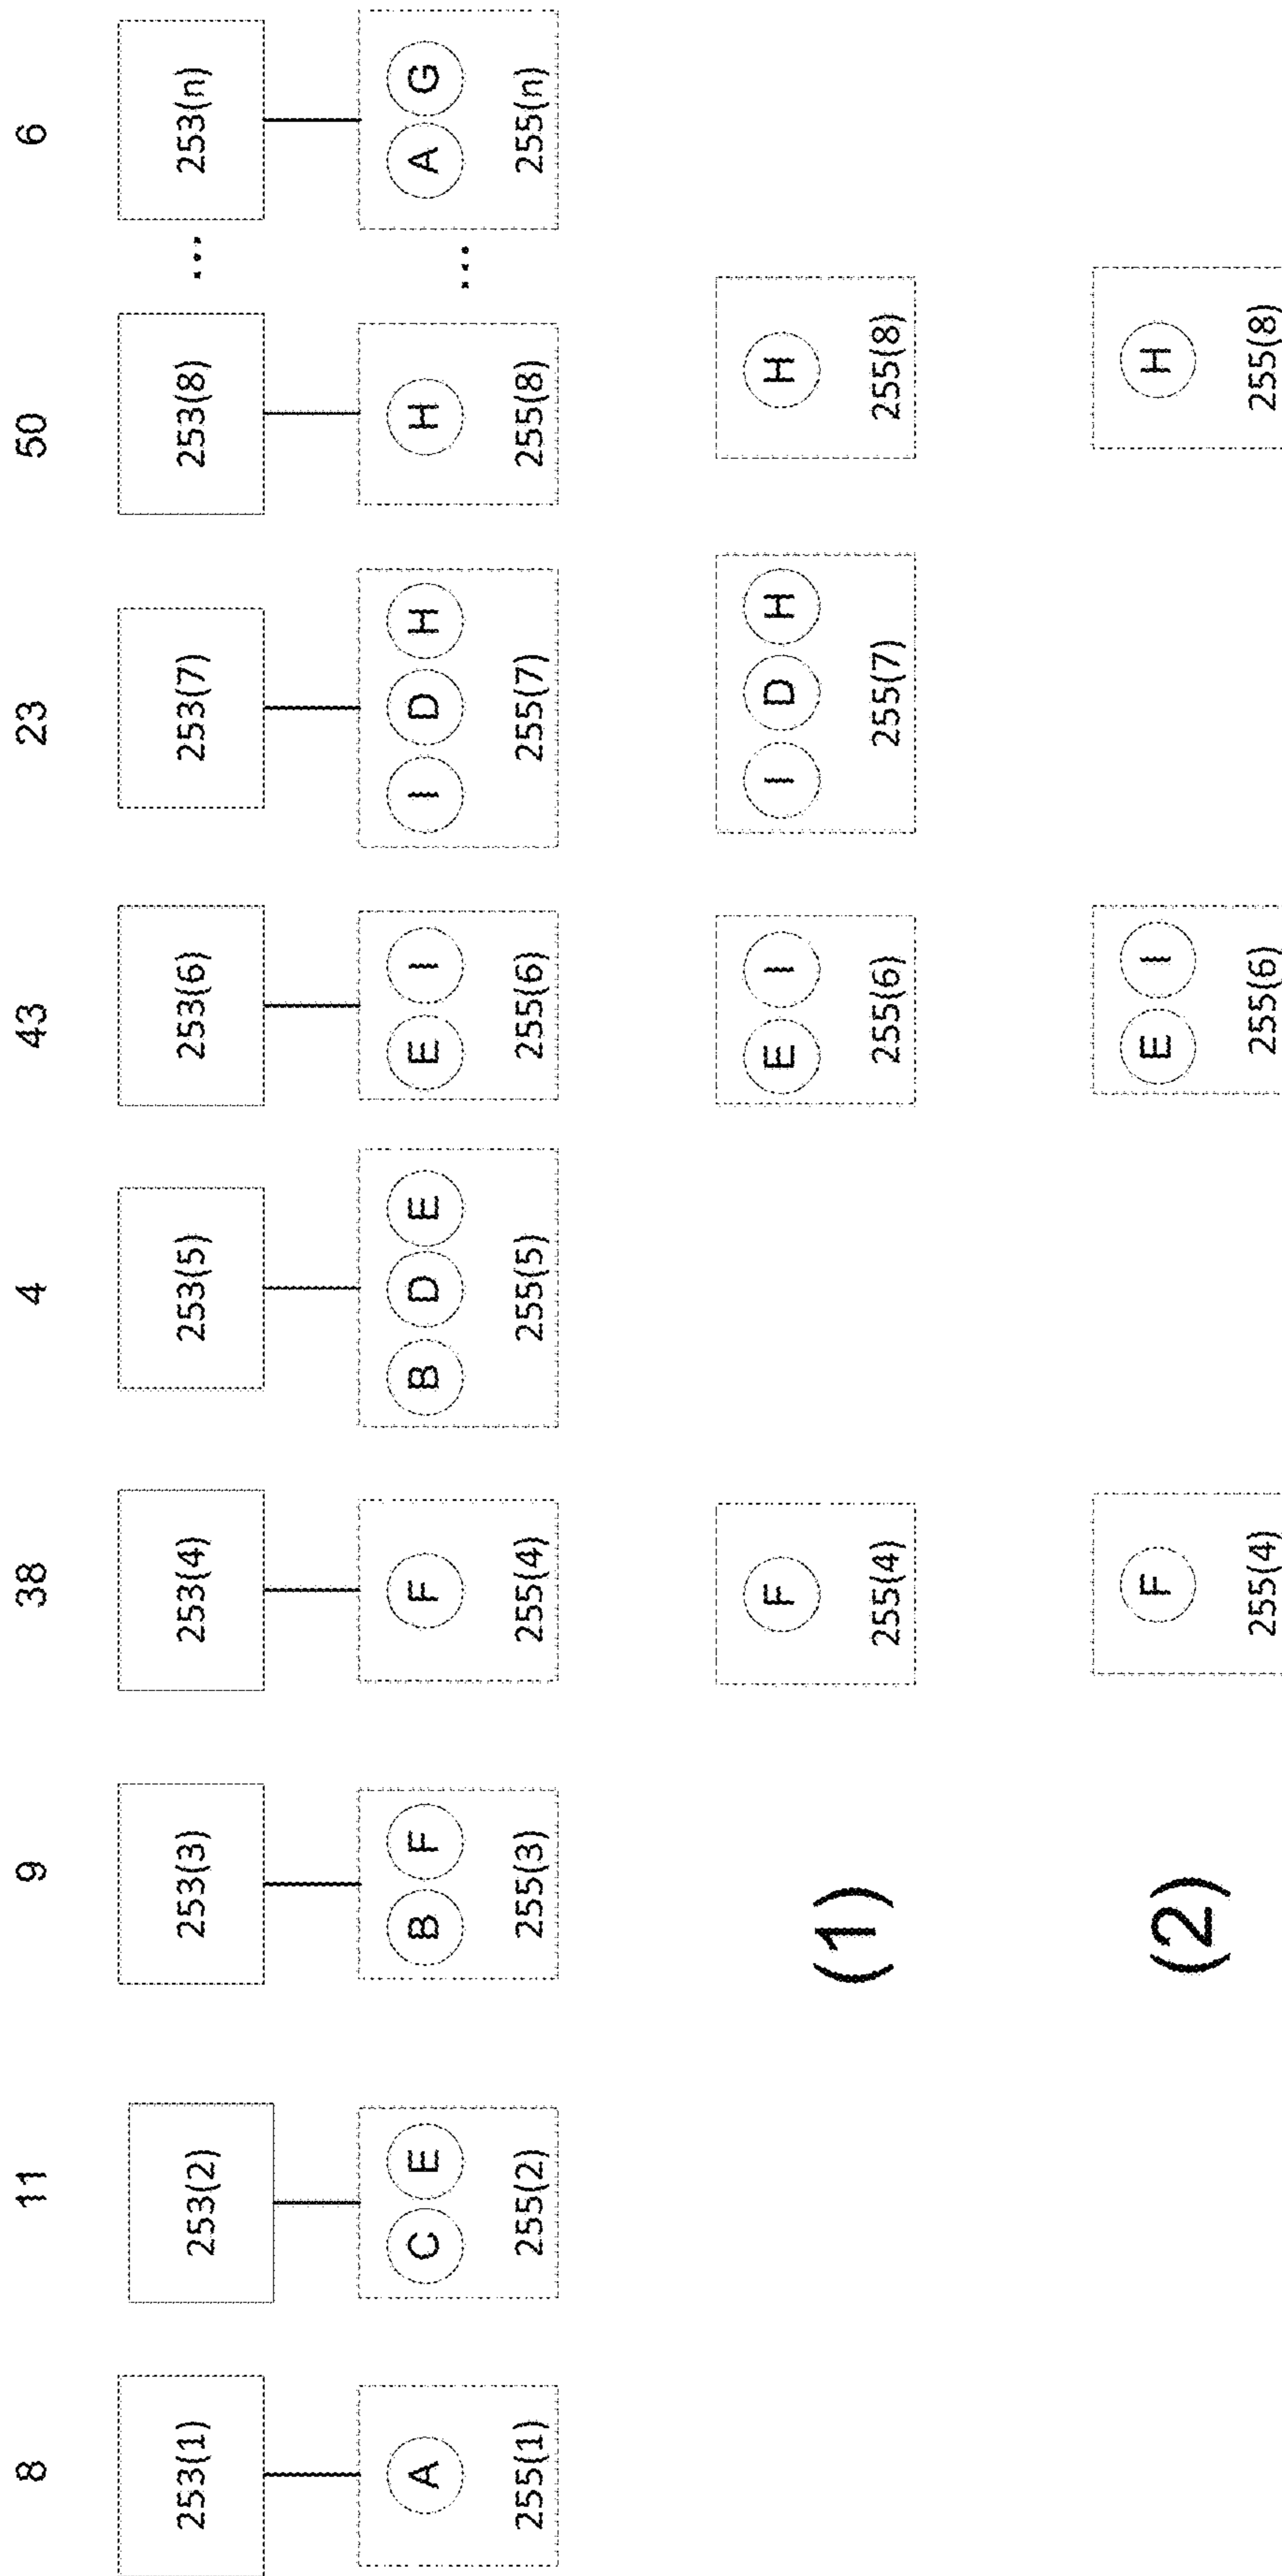 8 11 9 38 4 43 23 50 6
253(1) 253(2) 253(3) 253(4) 253(5) 253(6) 253(7) 253(8) ... 253(n)
A C E B F F B D E E I I D H H A G
255(1) 255(2) 255(3) 255(4) 255(5) 255(6) 255(7) 255(8) ... 255(n)
(1) F E I I D H H
255(4) 255(6) 255(7) 255(8)
(2) F E I H
255(4) 255(6) 255(8)